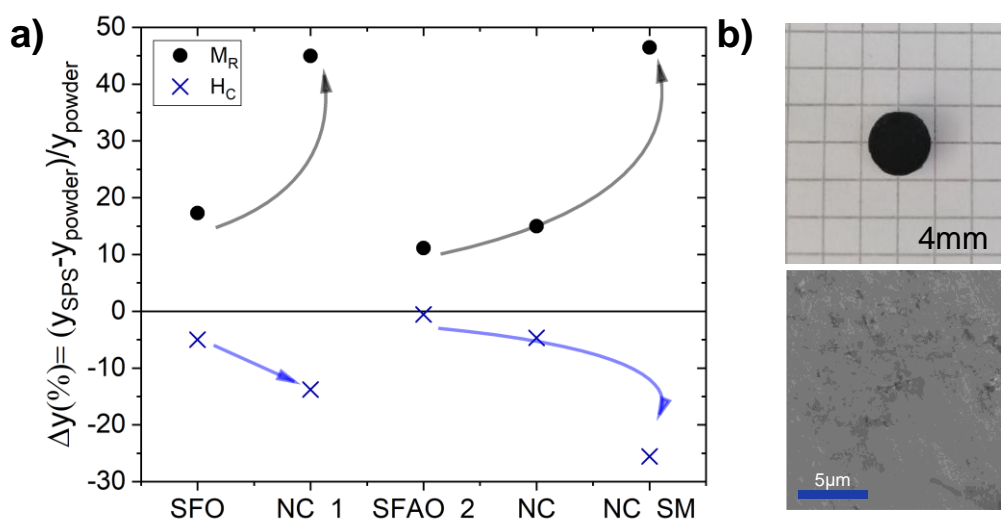 a)
b)
M_R
H_C
Δy(%)= (y_SPS-y_powder)/y_powder
50
40
30
20
10
0
-10
-20
-30
SFO
NC 1
SFAO 2
NC
NC SM
4mm
5μm